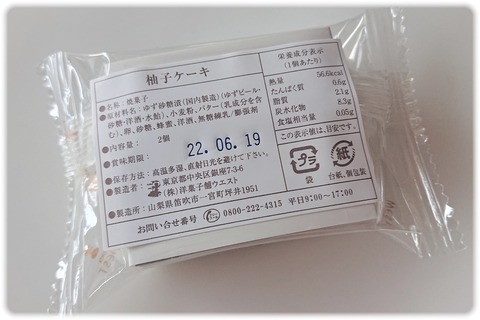 柚子ケーキ
●名称：焼菓子
●原材料名：ゆず砂糖漬（国内製造）（ゆずピール・
砂糖・洋酒・水飴）、小麦粉、バター（乳成分を含
む）、卵、砂糖、蜂蜜、洋酒、無糖練乳／膨張剤
●内容量： 2個
●賞味期限： 22.06.19
●保存方法：高温多湿、直射日光を避けて下さい。
●製造者： 東京都中央区銀座7-3-6
（株）洋菓子舗ウエスト
●製造所：山梨県笛吹市一宮町坪井1951
お問い合せ番号 0800-222-4315 平日9:00〜17:00
栄養成分表示
（1個あたり）
熱量 56.6kcal
たんぱく質 0.6g
脂質 2.1g
炭水化物 8.3g
食塩相当量 0.05g
この表示値は、目安です。
プラ 紙
袋 台紙、個包装